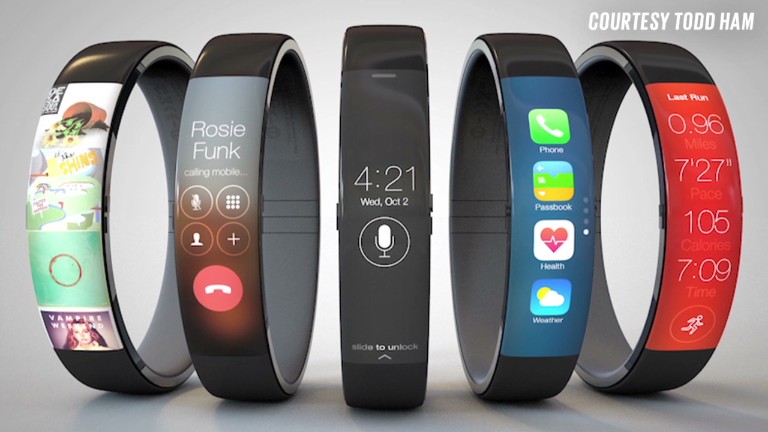 COURTESY TODD HAM
VAMPIRE
WEEKEND
Rosie
Funk
calling mobile...
4:21
Wed, Oct 2
slide to unlock
Phone
Passbook
Health
Weather
Last Run
0.96
Miles
7'27"
Pace
105
Calories
7:09
Time